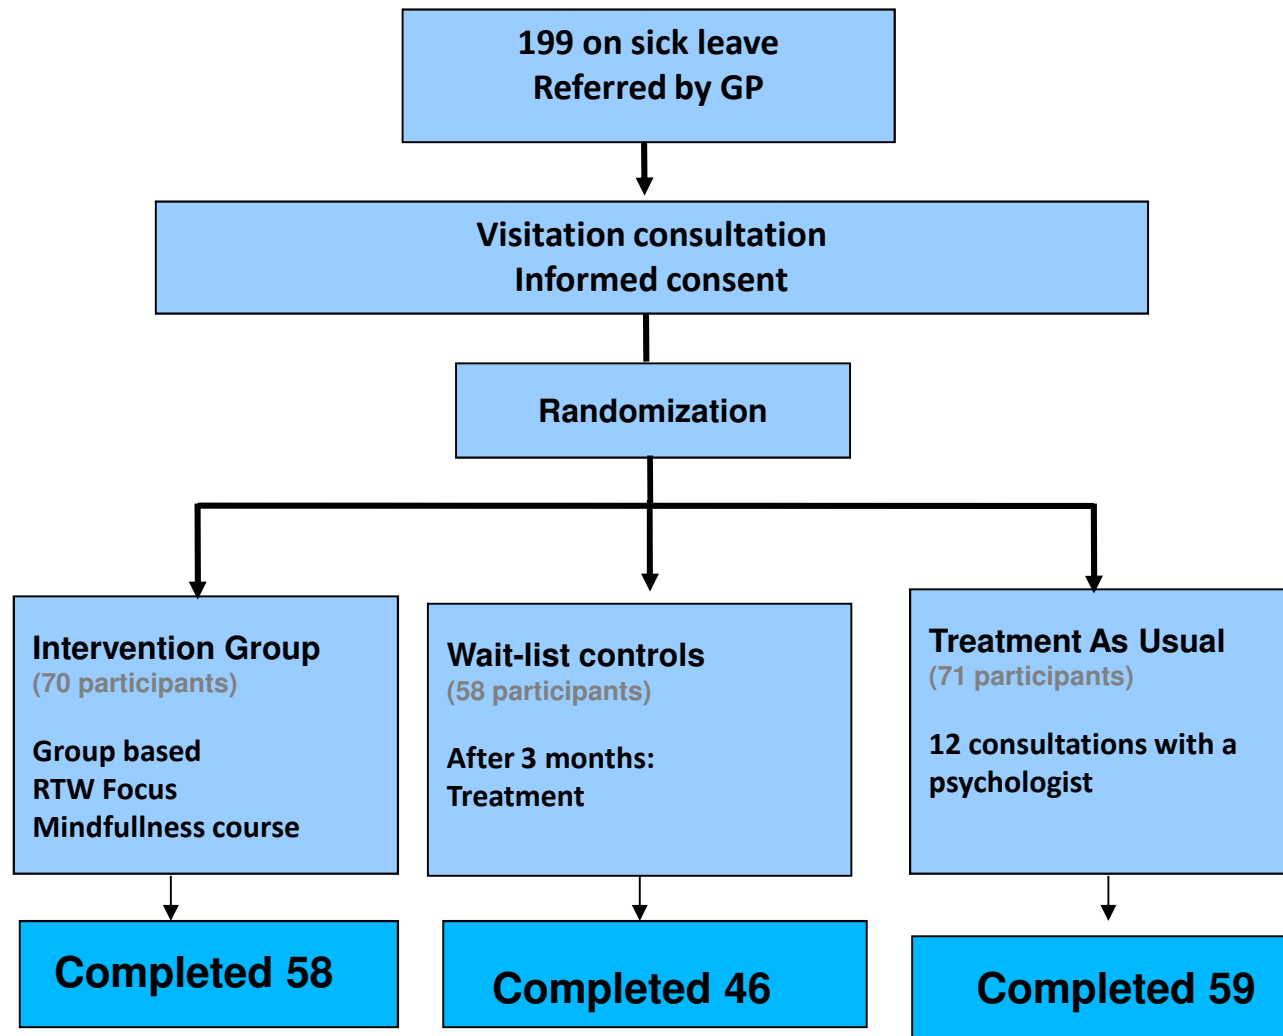 199 on sick leave
Referred by GP
Visitation consultation
Informed consent
Randomization
Intervention Group
(70 participants)
Group based
RTW Focus
Mindfullness course
Wait-list controls
(58 participants)
After 3 months:
Treatment
Treatment As Usual
(71 participants)
12 consultations with a
psychologist
Completed 58
Completed 46
Completed 59